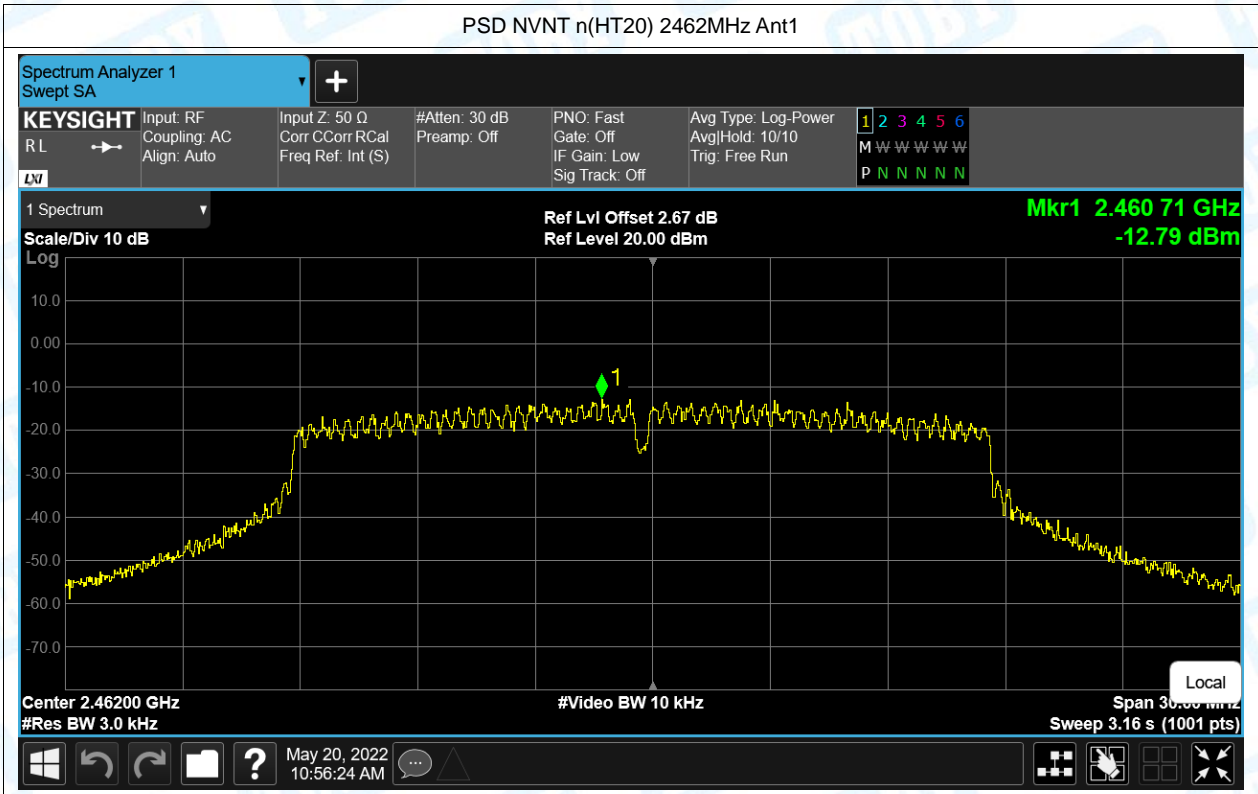 PSD NVNT n(HT20) 2462MHz Ant1
Spectrum Analyzer 1
Swept SA
KEYSIGHT
RL
LXI
Input: RF
Coupling: AC
Align: Auto
Input Z: 50 Ω
Corr CCorr RCal
Freq Ref: Int (S)
#Atten: 30 dB
Preamp: Off
PNO: Fast
Gate: Off
IF Gain: Low
Sig Track: Off
Avg Type: Log-Power
Avg|Hold: 10/10
Trig: Free Run
1 2 3 4 5 6
M W W W W W
P N N N N N
1 Spectrum
Scale/Div 10 dB
Ref Lvl Offset 2.67 dB
Ref Level 20.00 dBm
Mkr1 2.460 71 GHz
-12.79 dBm
Log
10.0
0.00
-10.0
-20.0
-30.0
-40.0
-50.0
-60.0
-70.0
1
Center 2.46200 GHz
#Res BW 3.0 kHz
#Video BW 10 kHz
Span 30.00 MHz
Sweep 3.16 s (1001 pts)
Local
?
May 20, 2022
10:56:24 AM